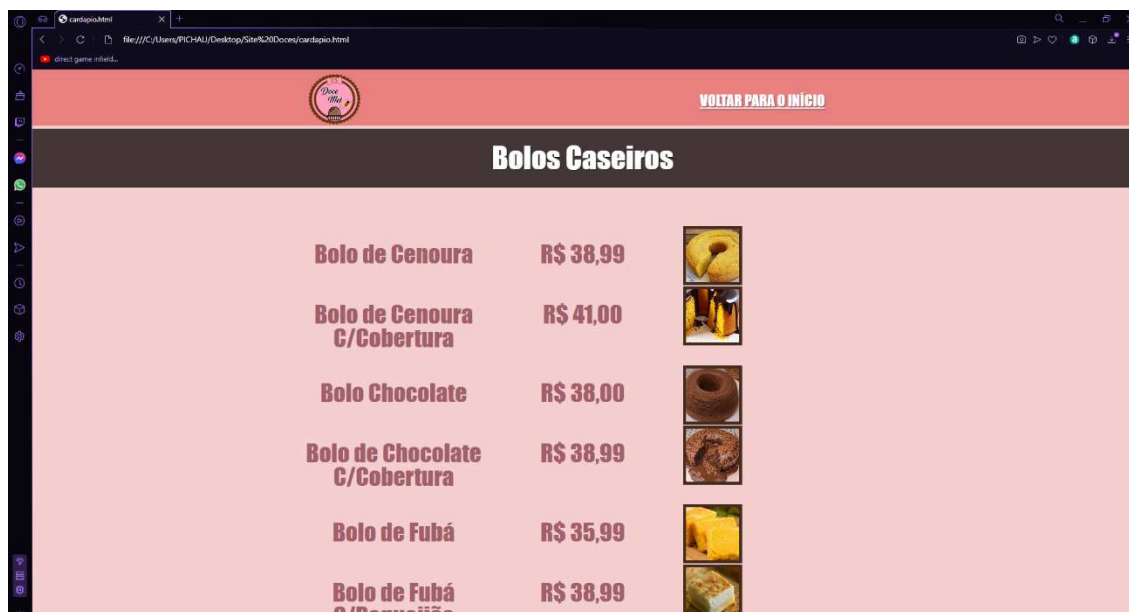 cardapio.html
file:///C:/Users/PICHAU/Desktop/Site%20Doces/cardapio.html
direct game infield...
Doce
Mel
VOLTAR PARA O INÍCIO
Bolos Caseiros
Bolo de Cenoura R$ 38,99
Bolo de Cenoura R$ 41,00
C/Cobertura
Bolo Chocolate R$ 38,00
Bolo de Chocolate R$ 38,99
C/Cobertura
Bolo de Fubá R$ 35,99
Bolo de Fubá R$ 38,99